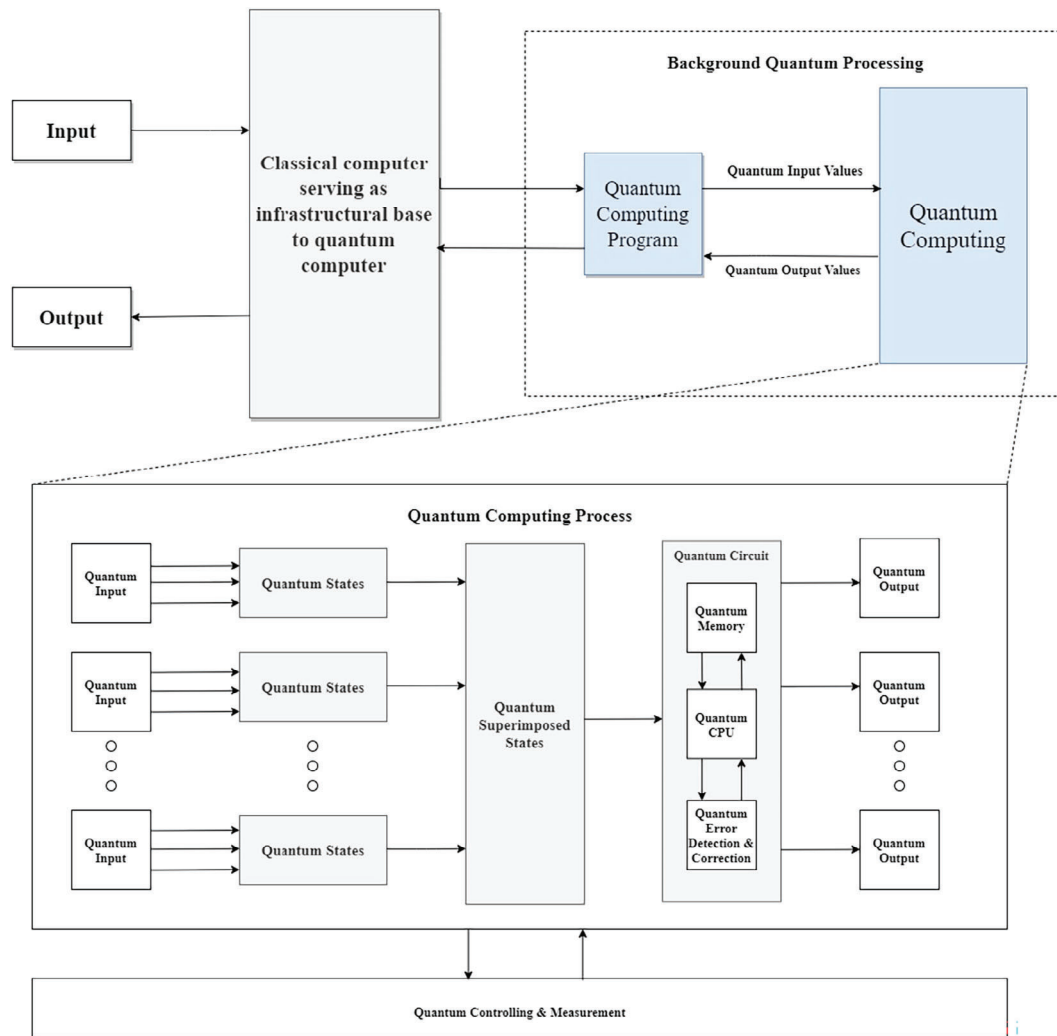 Background Quantum Processing
Input
Classical computer
serving as
infrastructural base
to quantum
computer
Quantum
Computing
Program
Quantum Input Values
Quantum Output Values
Quantum
Computing
Output
Quantum Computing Process
Quantum
Input
Quantum States
Quantum
Input
Quantum States
Quantum
Input
Quantum States
Quantum
Superimposed
States
Quantum Circuit
Quantum
Memory
Quantum
CPU
Quantum
Error
Detection &
Correction
Quantum
Output
Quantum
Output
Quantum
Output
Quantum Controlling & Measurement